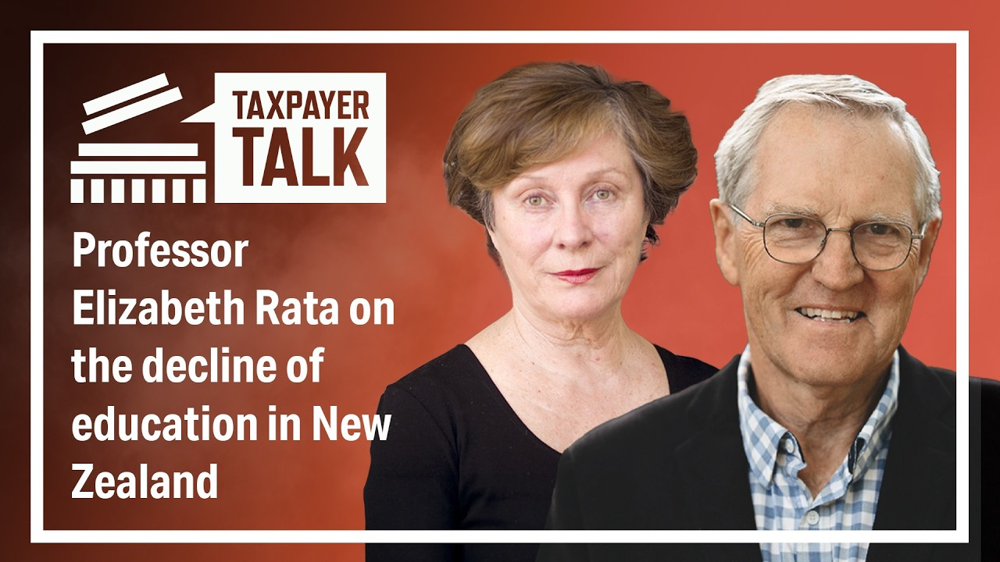 TAXPAYER
TALK
Professor
Elizabeth Rata on
the decline of
education in New
Zealand